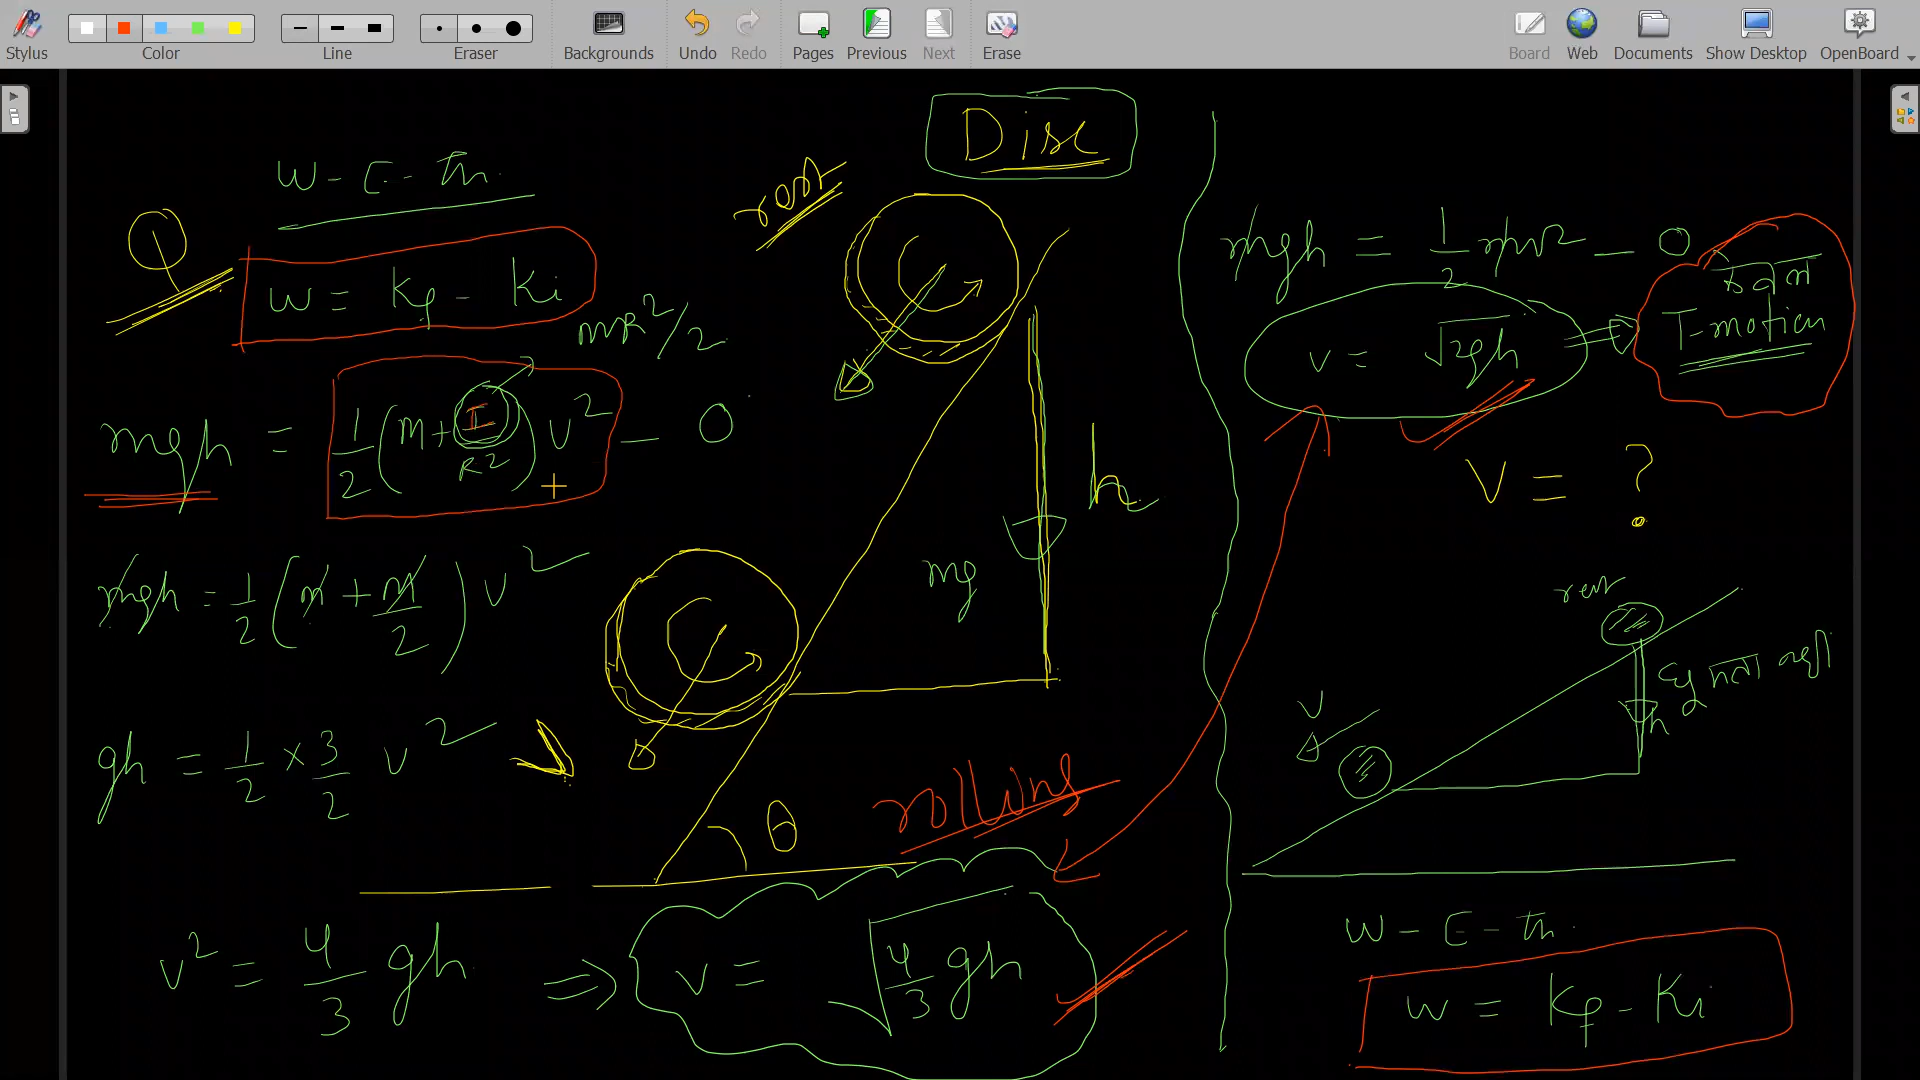 Stylus Color Line Eraser Backgrounds Undo Redo Pages Previous Next Erase Board Web Documents Show Desktop OpenBoard
Disc
W-E-Th.
rest
W = Kf - Ki
mR²/2
mgh = 1/2 (m + I/R²) v² - 0
h
mg
mgh = 1/2 (m + m/2) v²
gh = 1/2 × 3/2 v²
θ
rolling
v² = 4/3 gh ⇒ v = √4/3 gh
mgh = 1/2 mv² - 0
T-motion
v = √2gh
V = ?
rest
h
V
W-E-Th.
W = Kf - Ki